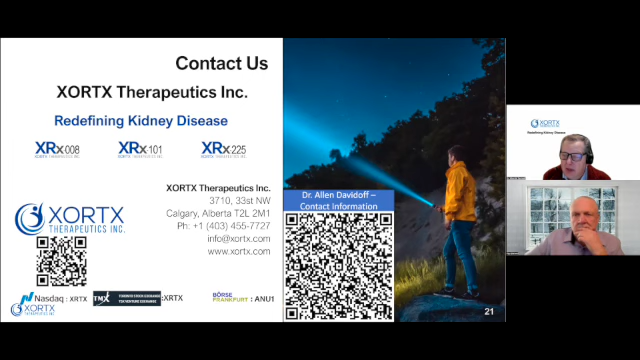 Contact Us
XORTX Therapeutics Inc.
Redefining Kidney Disease
XRx-008
XRx-101
XRx-225
XORTX
THERAPEUTICS INC.
XORTX Therapeutics Inc.
3710, 33st NW
Calgary, Alberta T2L 2M1
Ph: +1 (403) 455-7727
info@xortx.com
www.xortx.com
Dr. Allen Davidoff –
Contact Information
Nasdaq : XRTX
TMX
:XRTX
BÖRSE
FRANKFURT : ANU1
XORTX
21
XORTX
Redefining Kidney Disease